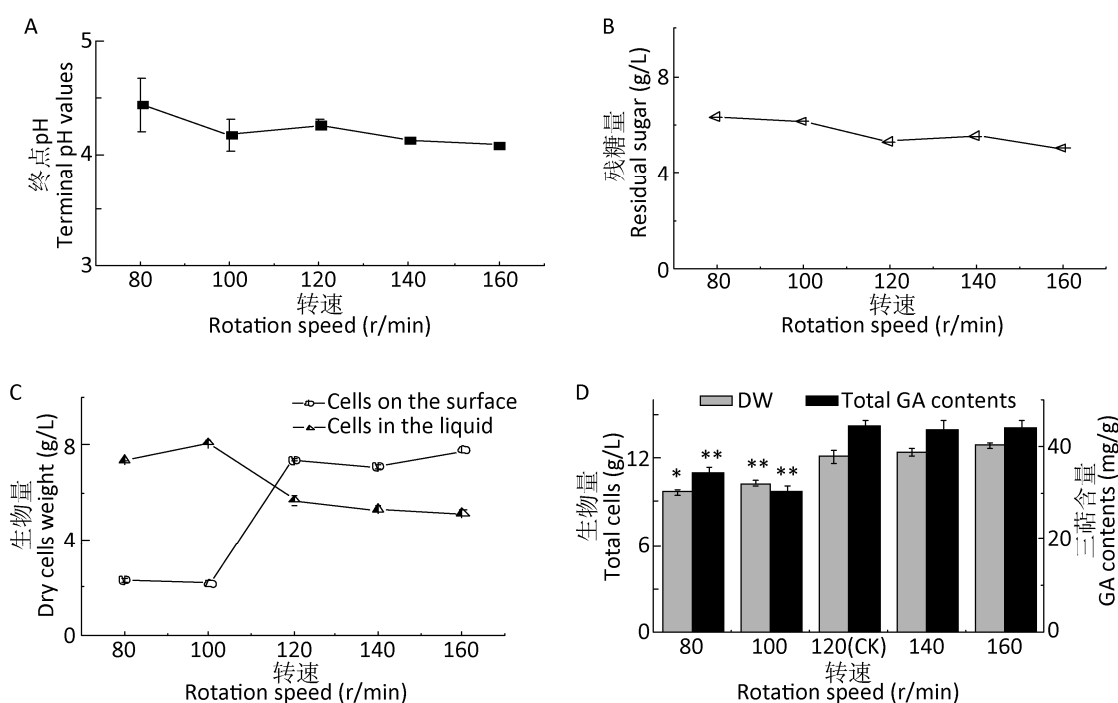 A
5
4
3
终点pH
Terminal pH values
80 100 120 140 160
转速
Rotation speed (r/min)
B
8
4
0
残糖量
Residual sugar (g/L)
80 100 120 140 160
转速
Rotation speed (r/min)
C
Cells on the surface
Cells in the liquid
8
4
0
生物量
Dry cells weight (g/L)
80 100 120 140 160
转速
Rotation speed (r/min)
D
DW Total GA contents
12
6
0
生物量
Total cells (g/L)
* ** ** **
40
20
0
三萜含量
GA contents (mg/g)
80 100 120(CK) 140 160
转速
Rotation speed (r/min)